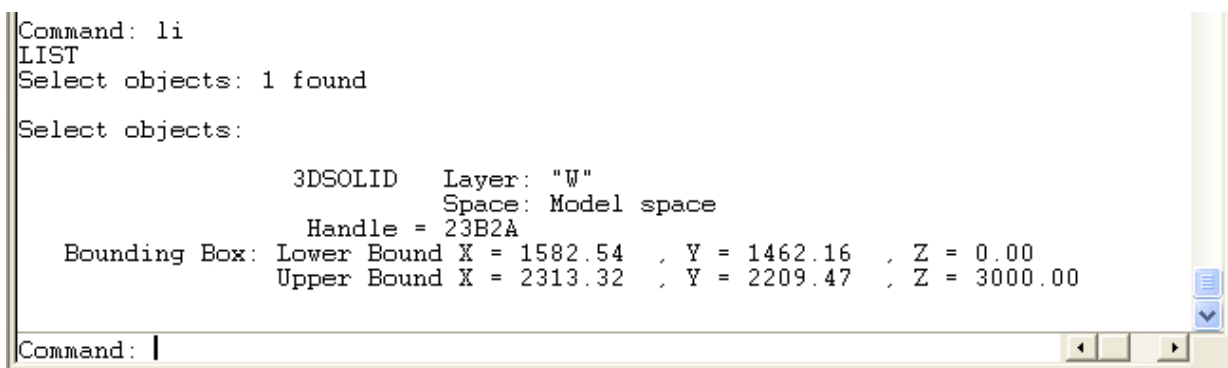 Command: li
LIST
Select objects: 1 found
Select objects:
3DSOLID Layer: "W"
Space: Model space
Handle = 23B2A
Bounding Box: Lower Bound X = 1582.54 , Y = 1462.16 , Z = 0.00
Upper Bound X = 2313.32 , Y = 2209.47 , Z = 3000.00
Command: